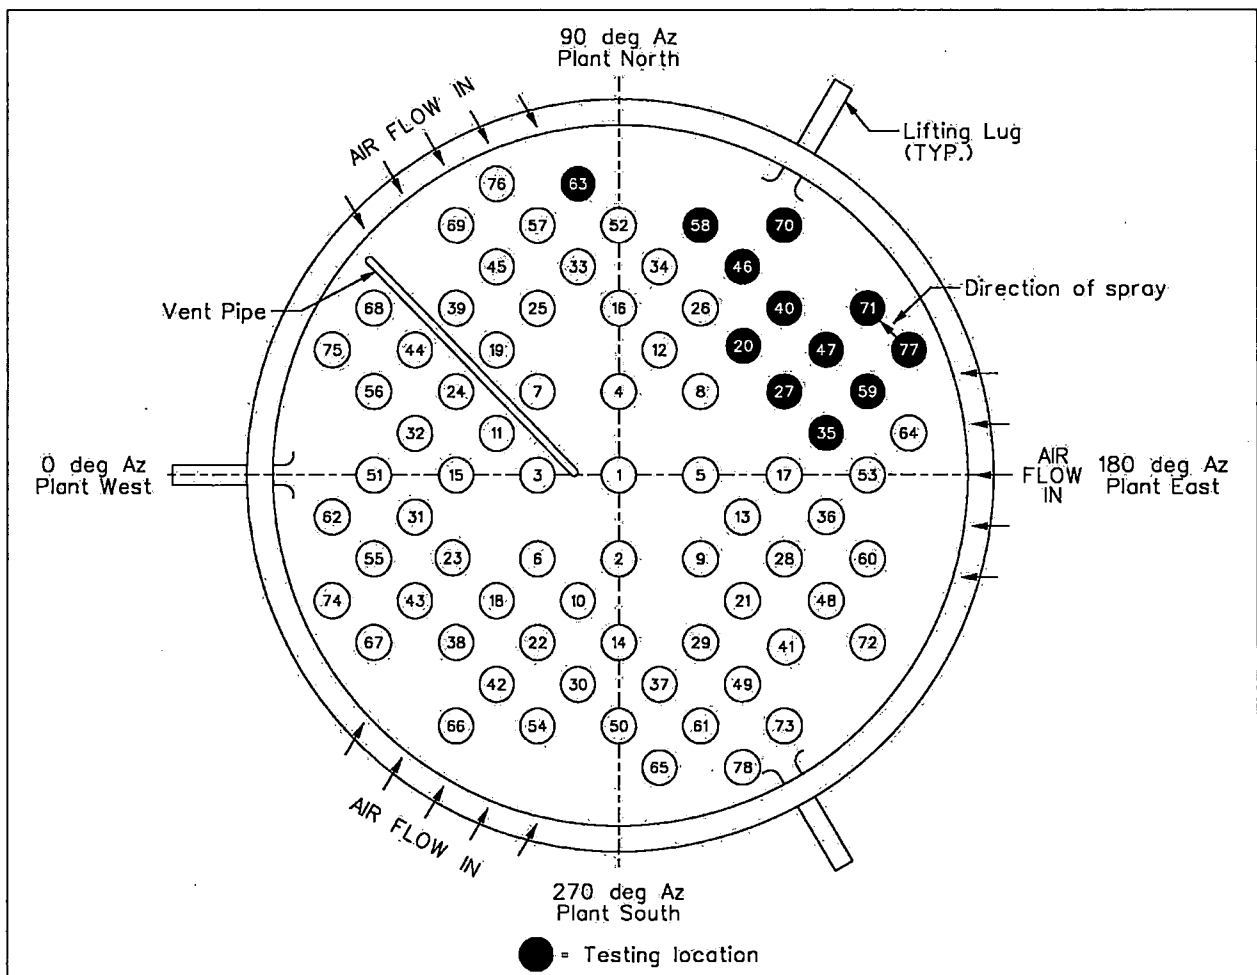 90 deg Az
Plant North
AIR FLOW IN
Lifting Lug
(TYP.)
76 63
69 57 52 58 70
45 33 34 46
Direction of spray
Vent Pipe
68 39 25 16 26 40 71
75 44 19 12 20 47 77
56 24 7 4 8 27 59
32 11 35 64
0 deg Az
Plant West
51 15 3 1 5 17 53
AIR
FLOW
IN
180 deg Az
Plant East
62 31 13 36
55 23 6 2 9 28 60
74 43 18 10 21 48
67 38 22 14 29 41 72
42 30 37 49
66 54 50 61 73
65 78
AIR FLOW IN
270 deg Az
Plant South
= Testing location